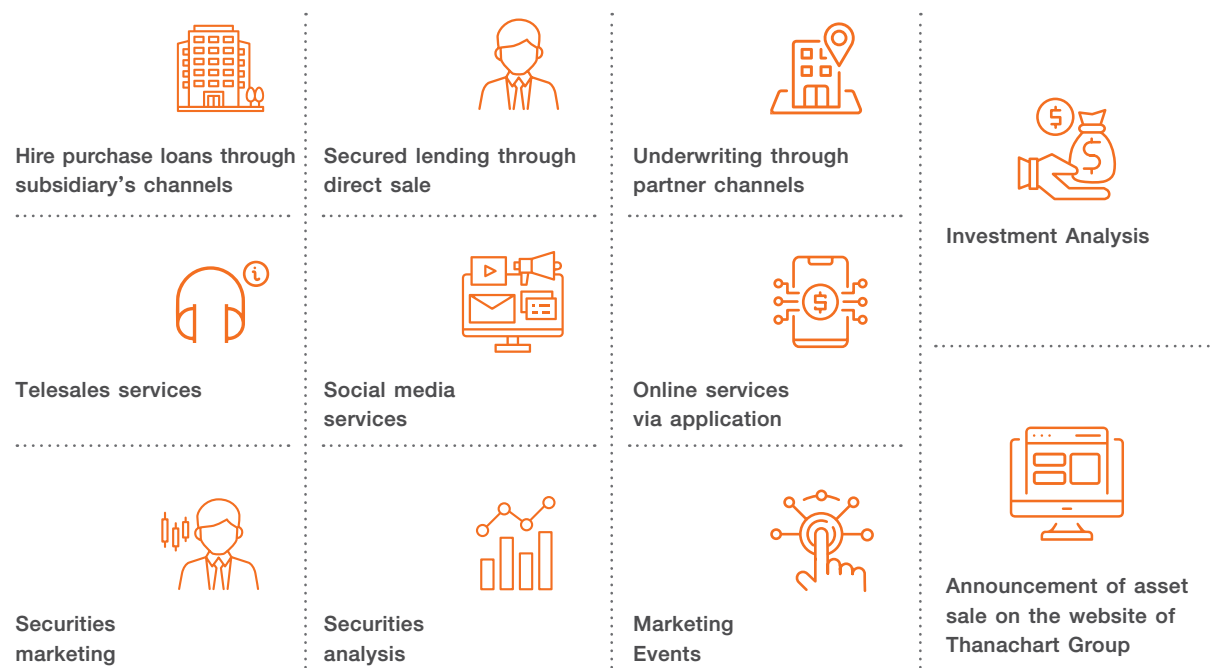 Hire purchase loans through
subsidiary’s channels
Secured lending through
direct sale
Underwriting through
partner channels
Investment Analysis
Telesales services
Social media
services
Online services
via application
Securities
marketing
Securities
analysis
Marketing
Events
Announcement of asset
sale on the website of
Thanachart Group